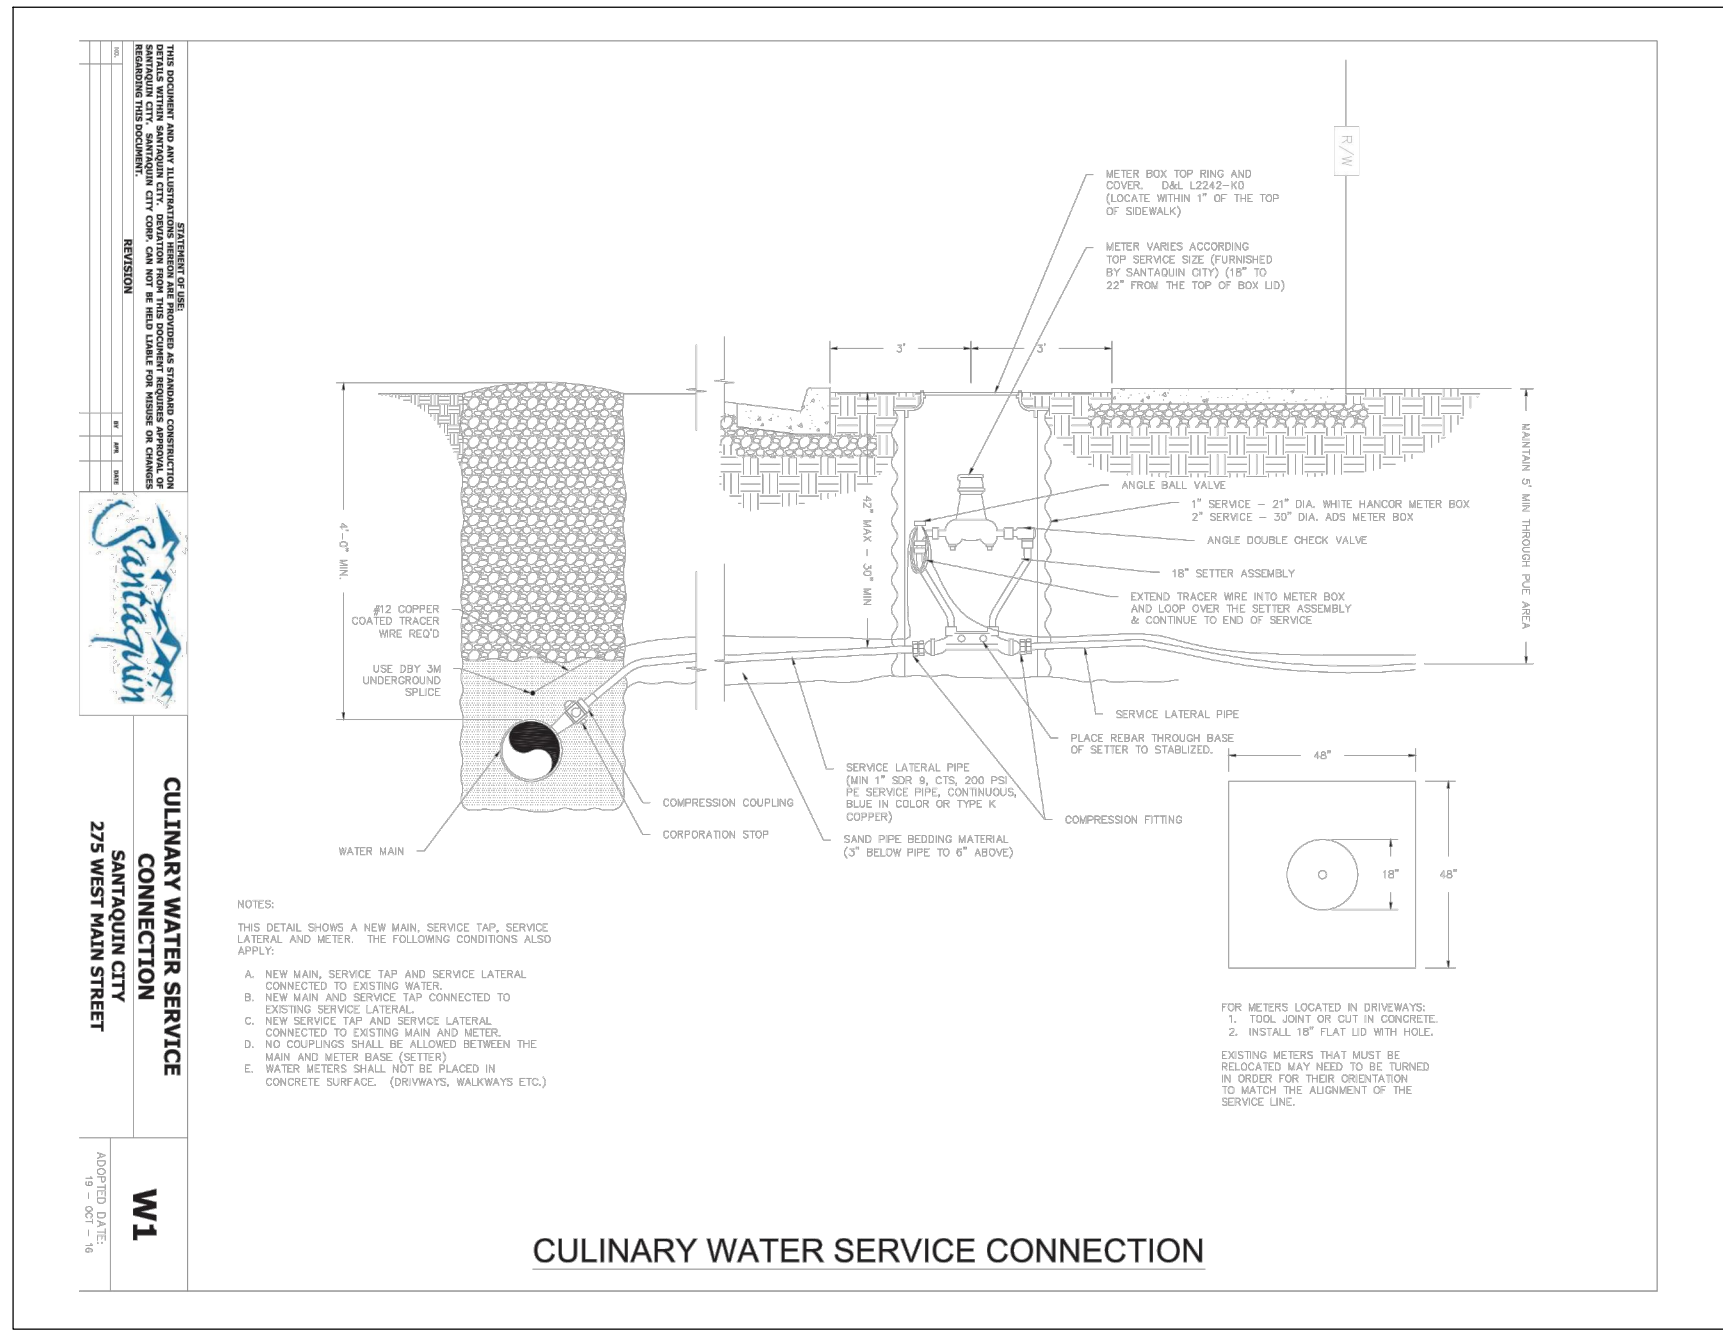 STATEMENT OF USE:
THIS DOCUMENT AND ANY ILLUSTRATIONS HEREON ARE PROVIDED AS STANDARD CONSTRUCTION
DETAILS WITHIN SANTAQUIN CITY. DEVIATION FROM THIS DOCUMENT REQUIRES APPROVAL OF
SANTAQUIN CITY. SANTAQUIN CITY CORP. CAN NOT BE HELD LIABLE FOR MISUSE OR CHANGES
REGARDING THIS DOCUMENT.
REVISION
NO.
BY
APR
DATE
Santaquin
CULINARY WATER SERVICE
CONNECTION
SANTAQUIN CITY
275 WEST MAIN STREET
W1
ADOPTED DATE:
19 - OCT - 16
R/W
METER BOX TOP RING AND
COVER. D&L L2242-K0
(LOCATE WITHIN 1" OF THE TOP
OF SIDEWALK)
METER VARIES ACCORDING
TOP SERVICE SIZE (FURNISHED
BY SANTAQUIN CITY) (18" TO
22" FROM THE TOP OF BOX LID)
3'
3'
4'-0" MIN.
42" MAX - 30" MIN
MAINTAIN 5' MIN THROUGH PUE AREA
ANGLE BALL VALVE
1" SERVICE - 21" DIA. WHITE HANCOR METER BOX
2" SERVICE - 30" DIA. ADS METER BOX
ANGLE DOUBLE CHECK VALVE
18" SETTER ASSEMBLY
EXTEND TRACER WIRE INTO METER BOX
AND LOOP OVER THE SETTER ASSEMBLY
& CONTINUE TO END OF SERVICE
#12 COPPER
COATED TRACER
WIRE REQ'D
USE DBY 3M
UNDERGROUND
SPLICE
SERVICE LATERAL PIPE
PLACE REBAR THROUGH BASE
OF SETTER TO STABLIZED.
SERVICE LATERAL PIPE
(MIN 1" SDR 9, CTS, 200 PSI
PE SERVICE PIPE, CONTINUOUS,
BLUE IN COLOR OR TYPE K
COPPER)
COMPRESSION COUPLING
CORPORATION STOP
COMPRESSION FITTING
SAND PIPE BEDDING MATERIAL
(3" BELOW PIPE TO 6" ABOVE)
WATER MAIN
48"
18"
48"
NOTES:
THIS DETAIL SHOWS A NEW MAIN, SERVICE TAP, SERVICE
LATERAL AND METER. THE FOLLOWING CONDITIONS ALSO
APPLY:
A. NEW MAIN, SERVICE TAP AND SERVICE LATERAL
CONNECTED TO EXISTING WATER.
B. NEW MAIN AND SERVICE TAP CONNECTED TO
EXISTING SERVICE LATERAL.
C. NEW SERVICE TAP AND SERVICE LATERAL
CONNECTED TO EXISTING MAIN AND METER.
D. NO COUPLINGS SHALL BE ALLOWED BETWEEN THE
MAIN AND METER BASE (SETTER)
E. WATER METERS SHALL NOT BE PLACED IN
CONCRETE SURFACE. (DRIVWAYS, WALKWAYS ETC.)
FOR METERS LOCATED IN DRIVEWAYS:
1. TOOL JOINT OR CUT IN CONCRETE.
2. INSTALL 18" FLAT LID WITH HOLE.
EXISTING METERS THAT MUST BE
RELOCATED MAY NEED TO BE TURNED
IN ORDER FOR THEIR ORIENTATION
TO MATCH THE ALIGNMENT OF THE
SERVICE LINE.
CULINARY WATER SERVICE CONNECTION